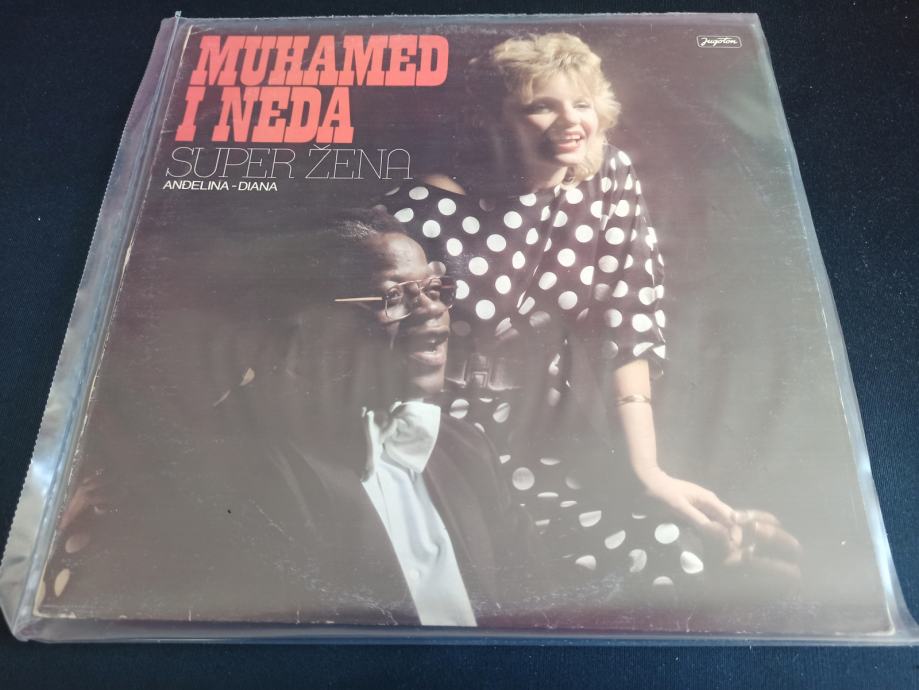 MUHAMED
I NEDA
SUPER ŽENA
ANĐELINA - DIANA
Jugoton